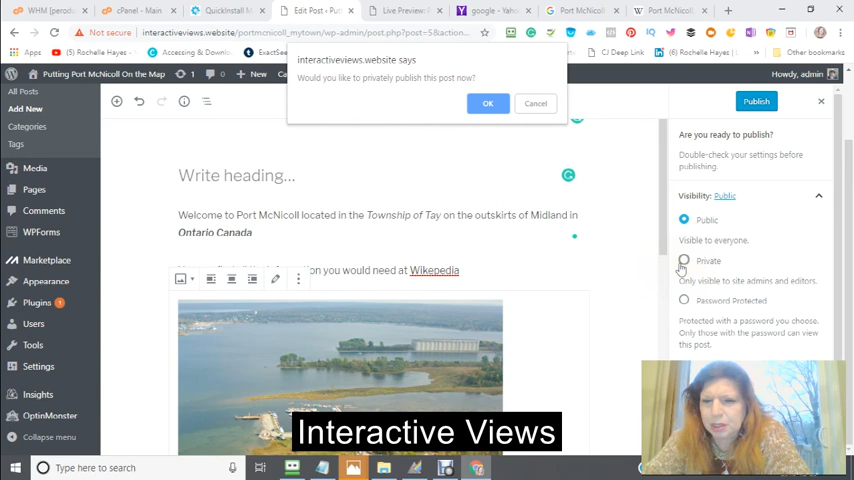 WHM [perodu
cPanel - Main
QuickInstall M
Edit Post ‹ Putt
Live Preview: P
google - Yahoo
Port McNicoll
Port McNicoll,
Not secure
interactiveviews.website/portmcnicoll_mytown/wp-admin/post.php?post=5&action
Apps
Rochelle Hayes -
Accessing & Down
ExactSee
CJ Deep Link
Rochelle Hayes (
Putting Port McNicoll On the Map
1
0
New
Howdy, admin
interactiveviews.website says
Would you like to privately publish this post now?
OK
Cancel
All Posts
Add New
Categories
Tags
Media
Pages
Comments
WPForms
Marketplace
Appearance
Plugins 1
Users
Tools
Settings
Insights
OptinMonster
Collapse menu
Write heading...
Welcome to Port McNicoll located in the Township of Tay on the outskirts of Midland in
Ontario Canada
on you would need at Wikepedia
Publish
Are you ready to publish?
Double-check your settings before
publishing.
Visibility: Public
Public
Visible to everyone.
Private
Only visible to site admins and editors.
Password Protected
Protected with a password you choose.
Only those with the password can view
this post.
Interactive Views
Type here to search